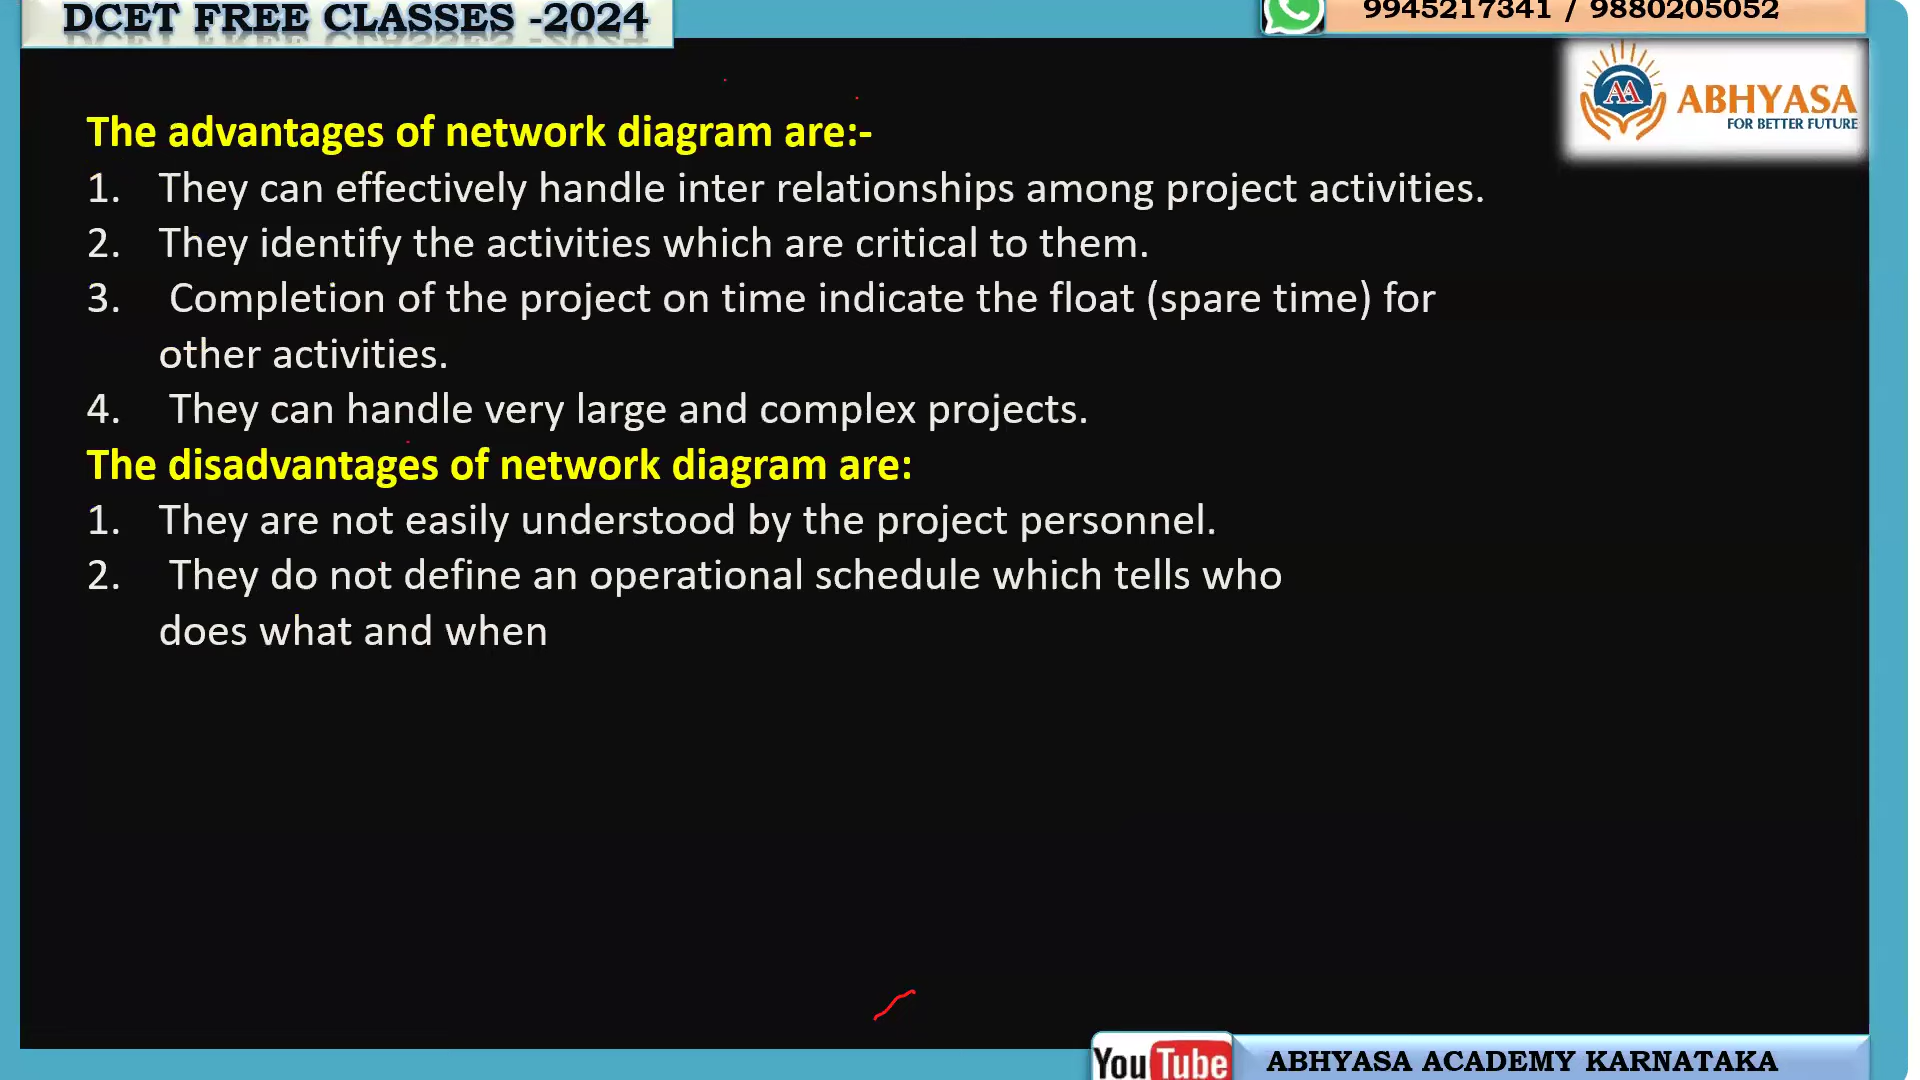 DCET FREE CLASSES -2024
9945217341 / 9880205052
AA ABHYASA
FOR BETTER FUTURE
The advantages of network diagram are:-
1. They can effectively handle inter relationships among project activities.
2. They identify the activities which are critical to them.
3. Completion of the project on time indicate the float (spare time) for
other activities.
4. They can handle very large and complex projects.
The disadvantages of network diagram are:
1. They are not easily understood by the project personnel.
2. They do not define an operational schedule which tells who
does what and when
YouTube ABHYASA ACADEMY KARNATAKA